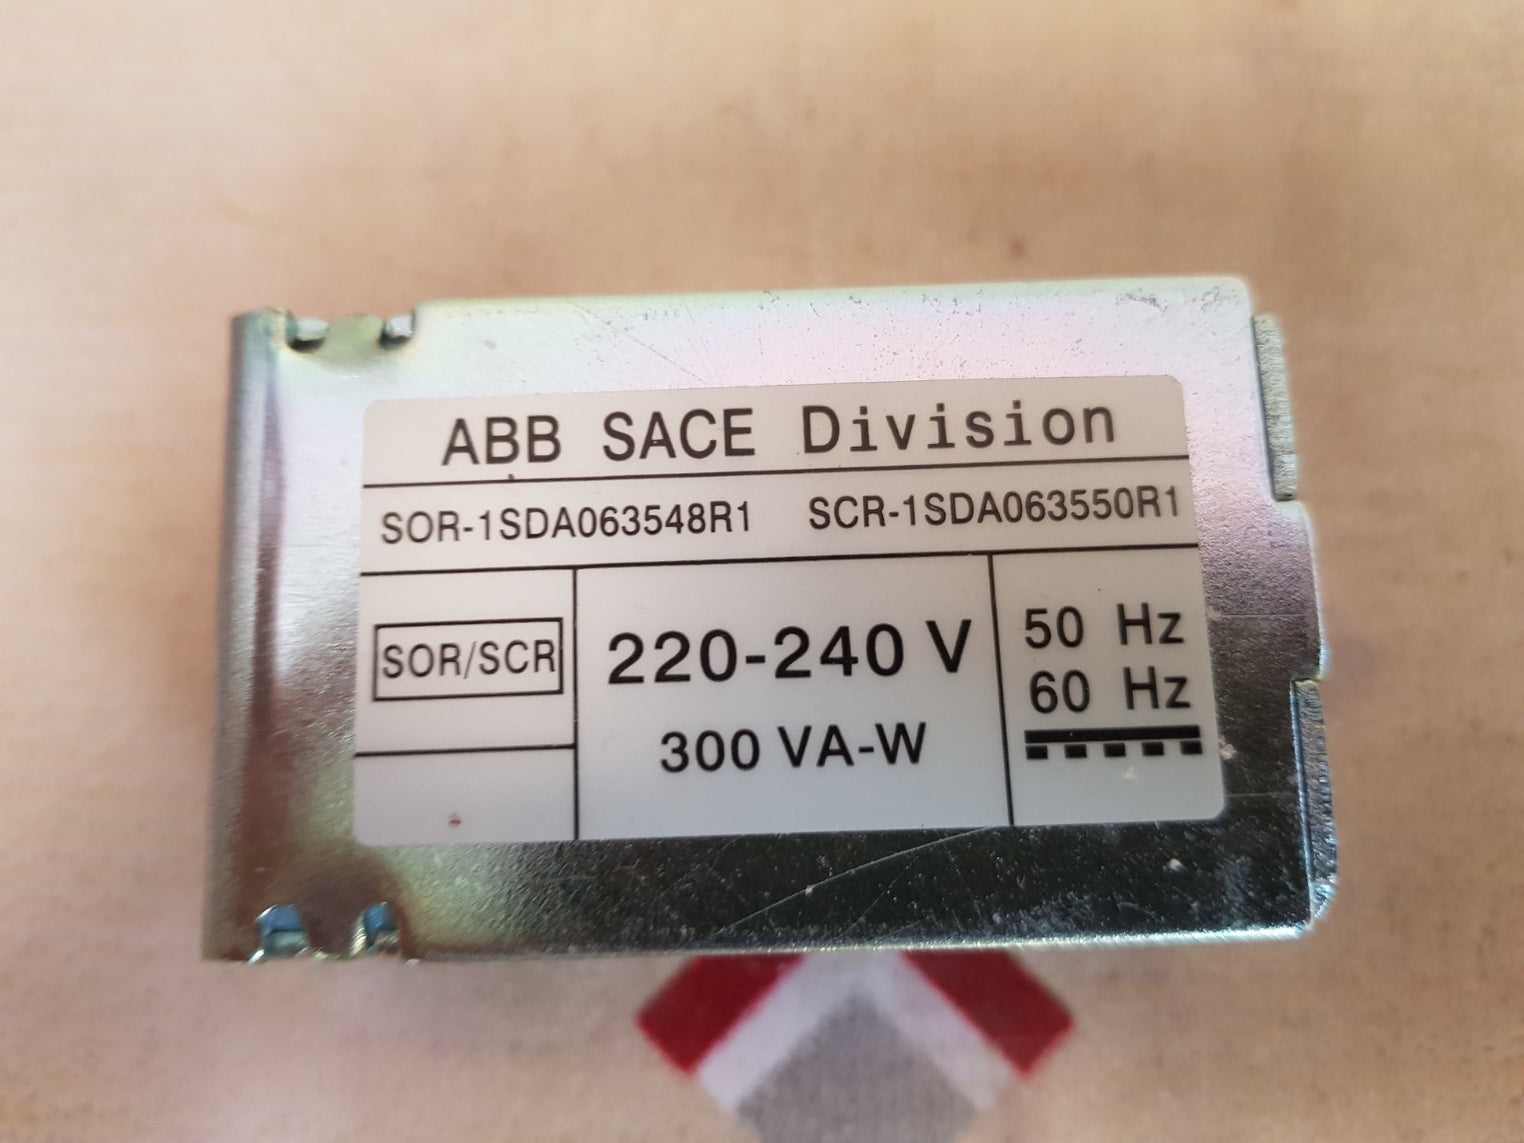 ABB SACE Division
SOR-1SDA063548R1 SCR-1SDA063550R1
SOR/SCR
220-240 V
300 VA-W
50 Hz
60 Hz